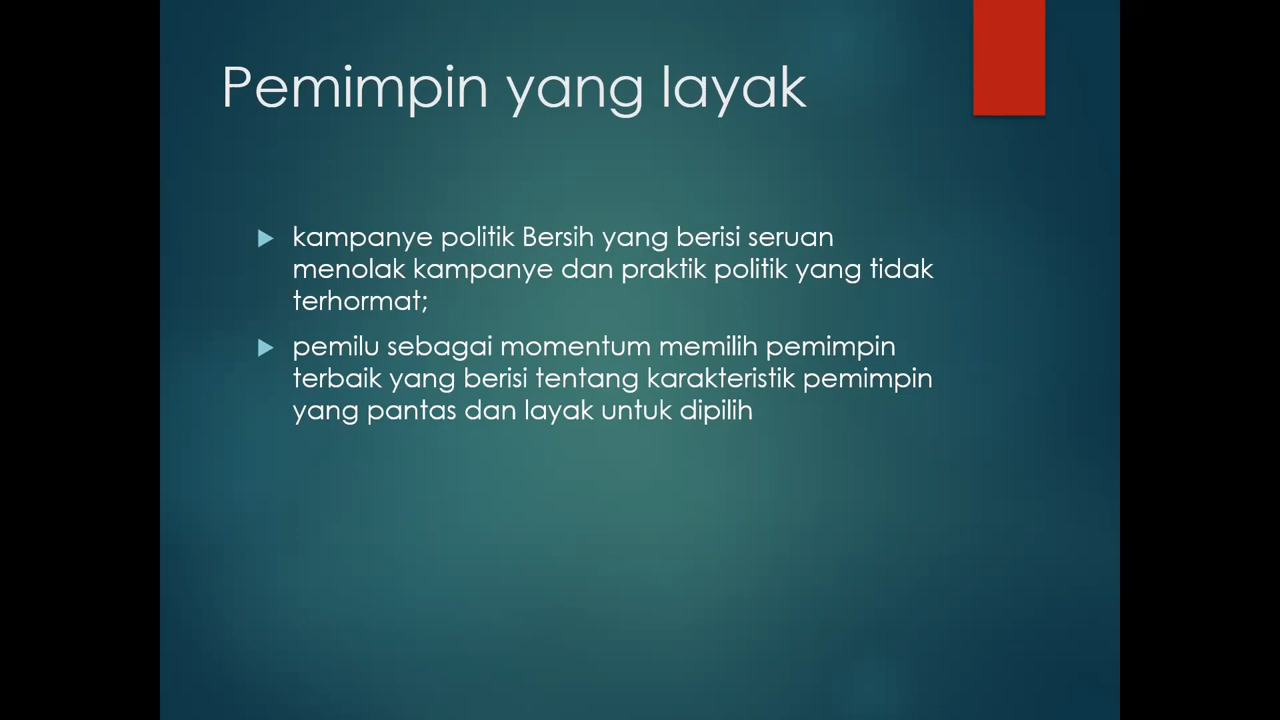 Pemimpin yang layak
kampanye politik Bersih yang berisi seruan
menolak kampanye dan praktik politik yang tidak
terhormat;
pemilu sebagai momentum memilih pemimpin
terbaik yang berisi tentang karakteristik pemimpin
yang pantas dan layak untuk dipilih